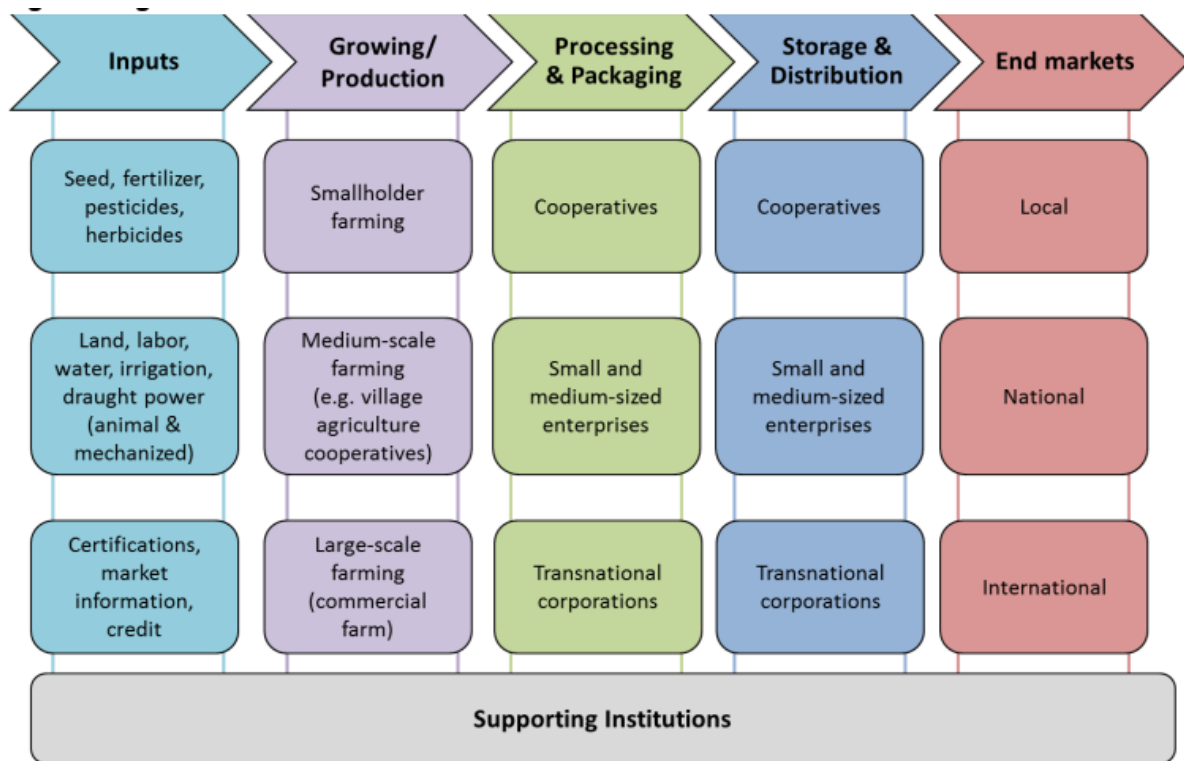 Inputs
Growing/
Production
Processing
& Packaging
Storage &
Distribution
End markets
Seed, fertilizer,
pesticides,
herbicides
Smallholder
farming
Cooperatives
Cooperatives
Local
Land, labor,
water, irrigation,
draught power
(animal &
mechanized)
Medium-scale
farming
(e.g. village
agriculture
cooperatives)
Small and
medium-sized
enterprises
Small and
medium-sized
enterprises
National
Certifications,
market
information,
credit
Large-scale
farming
(commercial
farm)
Transnational
corporations
Transnational
corporations
International
Supporting Institutions